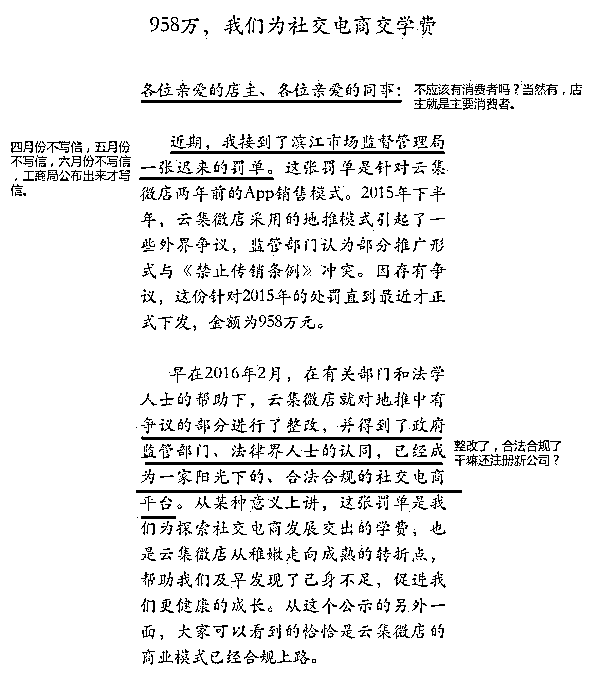 958万，我们为社交电商交学费
各位亲爱的店主、各位亲爱的同事：
不应该有消费者吗？当然有，店
主就是主要消费者。
四月份不写信，五月份
不写信，六月份不写信
，工商局公布出来才写
信。
近期，我接到了滨江市场监督管理局
一张迟来的罚单。这张罚单是针对云集
微店两年前的App销售模式。2015年下半
年，云集微店采用的地推模式引起了一
些外界争议，监管部门认为部分推广形
式与《禁止传销条例》冲突。因存有争
议，这份针对2015年的处罚直到最近才正
式下发，金额为958万元。
早在2016年2月，在有关部门和法学
人士的帮助下，云集微店就对地推中有
争议的部分进行了整改，并得到了政府
监管部门、法律界人士的认同，已经成
为一家阳光下的、合法合规的社交电商
平台。从某种意义上讲，这张罚单是我
整改了，合法合规了
干嘛还注册新公司？
们为探索社交电商发展交出的学费，也
是云集微店从稚嫩走向成熟的转折点，
帮助我们及早发现了己身不足，促进我
们更健康的成长。从这个公示的另外一
面，大家可以看到的恰恰是云集微店的
商业模式已经合规上路。